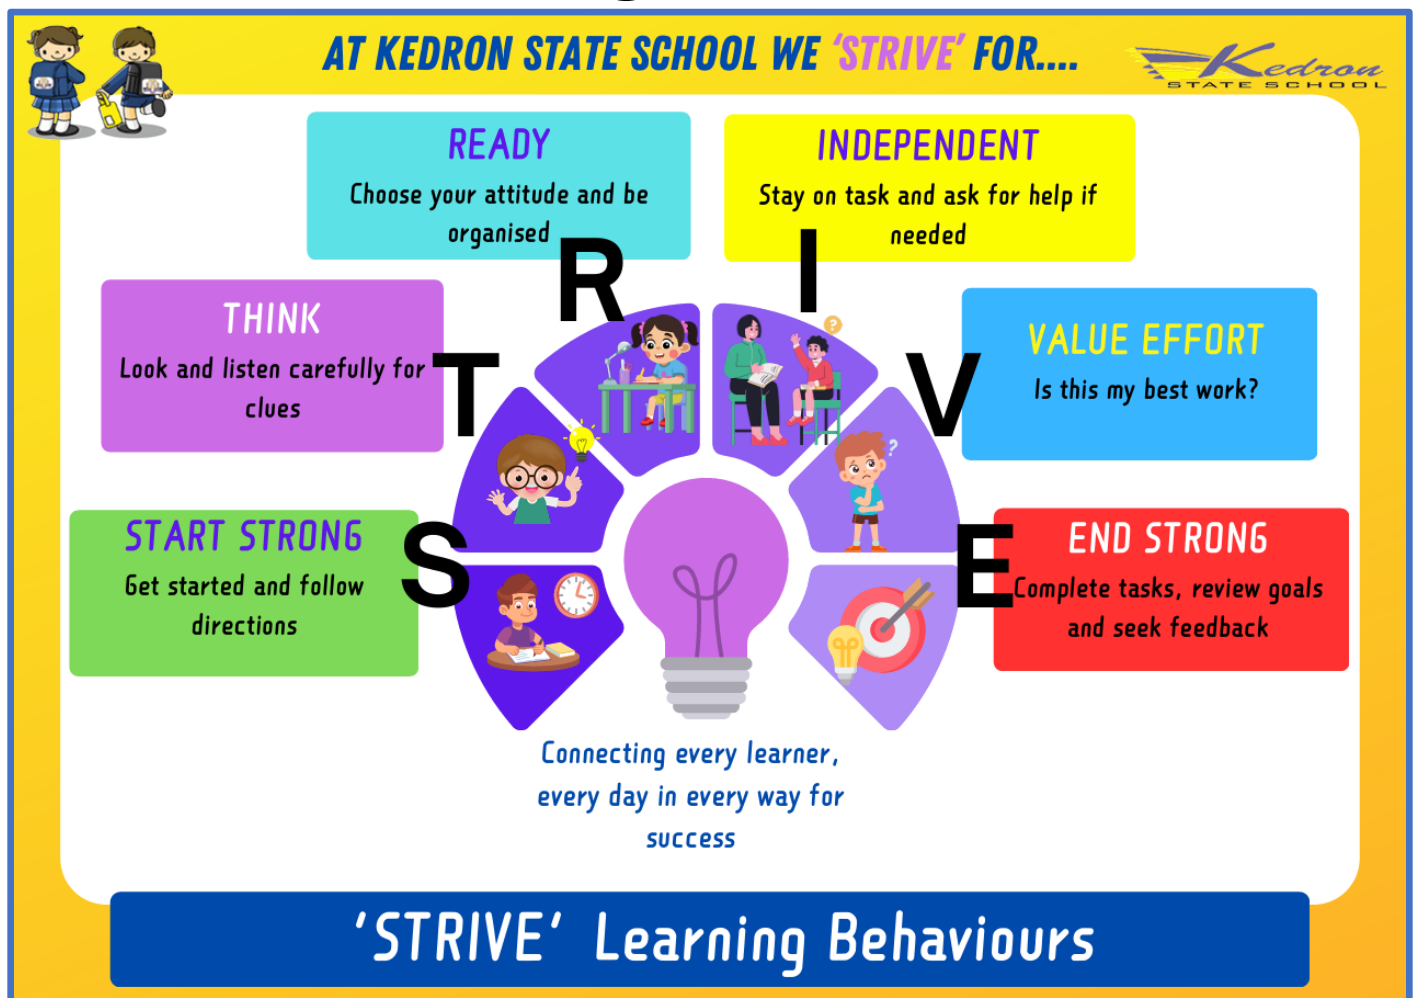 AT KEDRON STATE SCHOOL WE 'STRIVE' FOR....
Kedron
STATE SCHOOL
READY
Choose your attitude and be
organised
INDEPENDENT
Stay on task and ask for help if
needed
THINK
Look and listen carefully for
clues
VALUE EFFORT
Is this my best work?
START STRONG
Get started and follow
directions
END STRONG
Complete tasks, review goals
and seek feedback
S
T
R
I
V
E
?
?
Connecting every learner,
every day in every way for
success
'STRIVE' Learning Behaviours